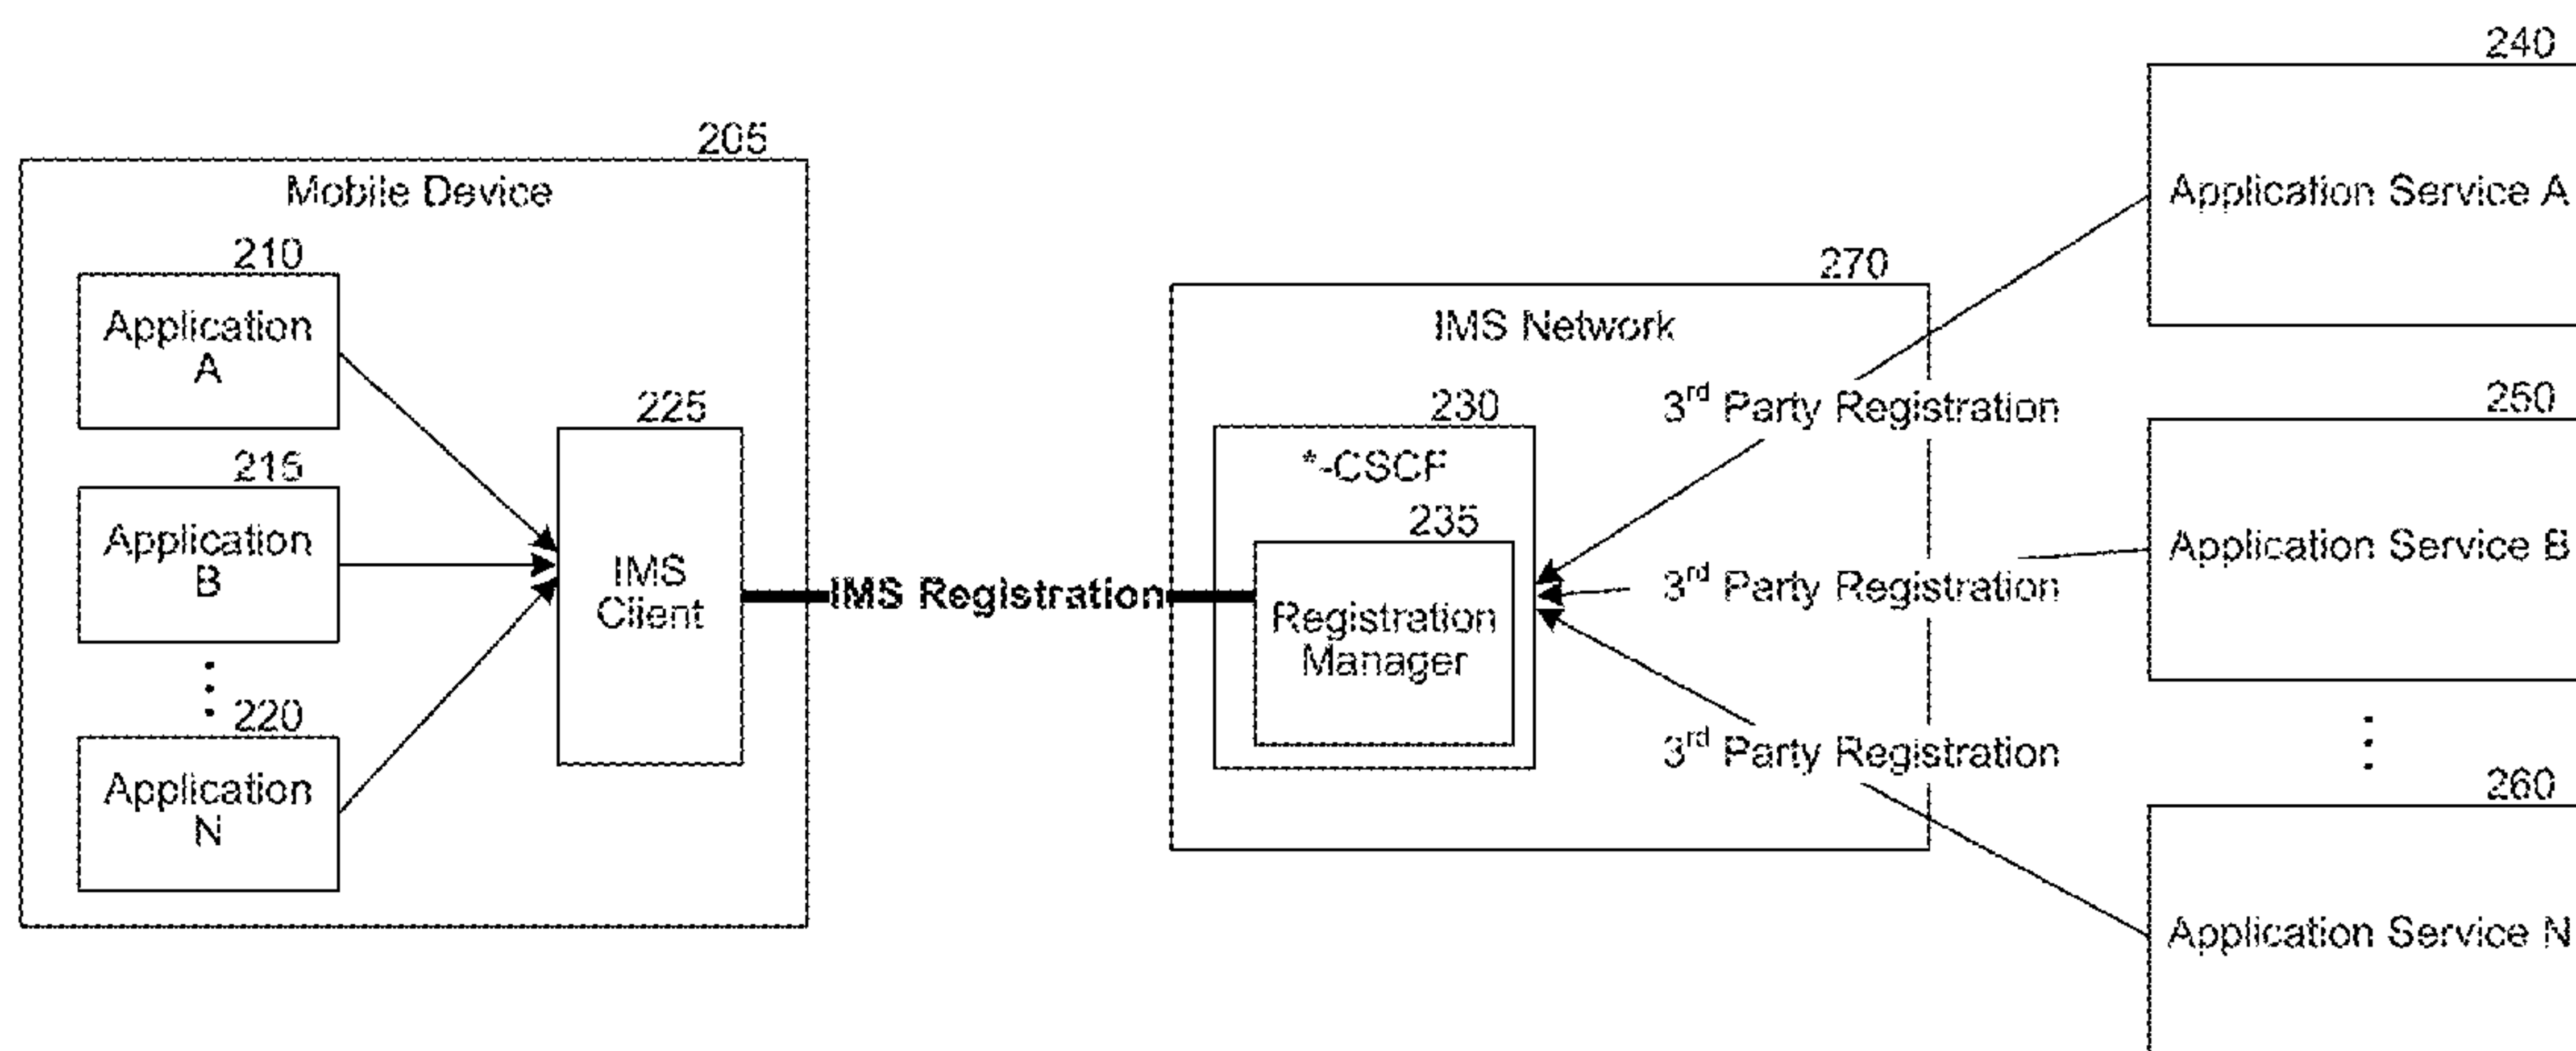 205
Mobile Device
210
Application
A
215
Application
B
220
Application
N
225
IMS
Client
IMS Registration
270
IMS Network
230
*-CSCF
235
Registration
Manager
3rd Party Registration
3rd Party Registration
3rd Party Registration
240
Application Service A
250
Application Service B
260
Application Service N